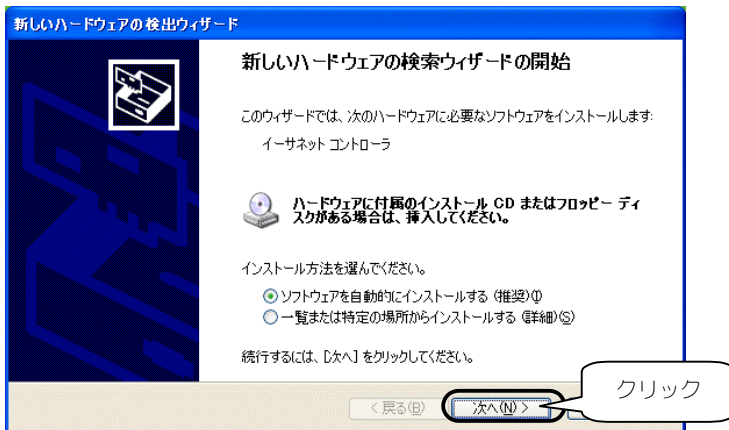 新しいハードウェアの検出ウィザード
新しいハードウェアの検索ウィザードの開始
このウィザードでは、次のハードウェアに必要なソフトウェアをインストールします:
イーサネット コントローラ
ハードウェアに付属のインストール CD またはフロッピー ディ
スクがある場合は、挿入してください。
インストール方法を選んでください。
ソフトウェアを自動的にインストールする (推奨)(I)
一覧または特定の場所からインストールする (詳細)(S)
続行するには、[次へ] をクリックしてください。
クリック
< 戻る(B)
次へ(N) >